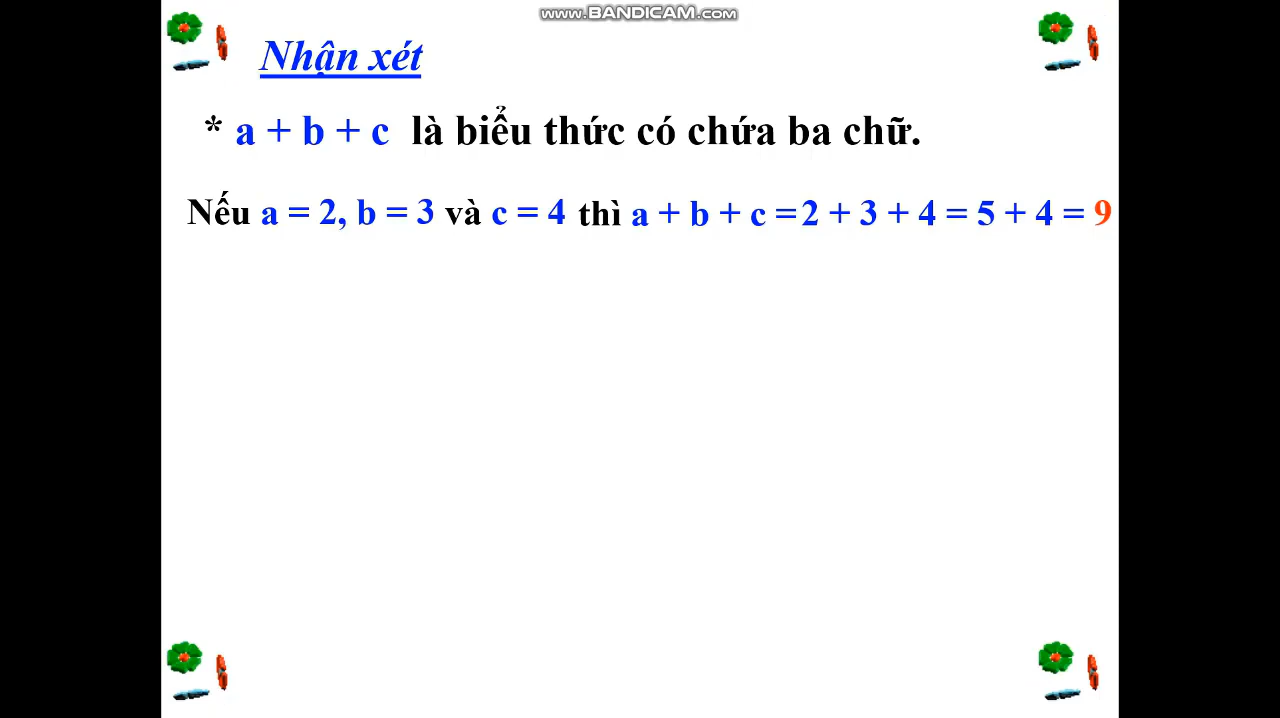 www.BANDICAM.com
Nhận xét
* a + b + c là biểu thức có chứa ba chữ.
Nếu a = 2, b = 3 và c = 4 thì a + b + c = 2 + 3 + 4 = 5 + 4 = 9